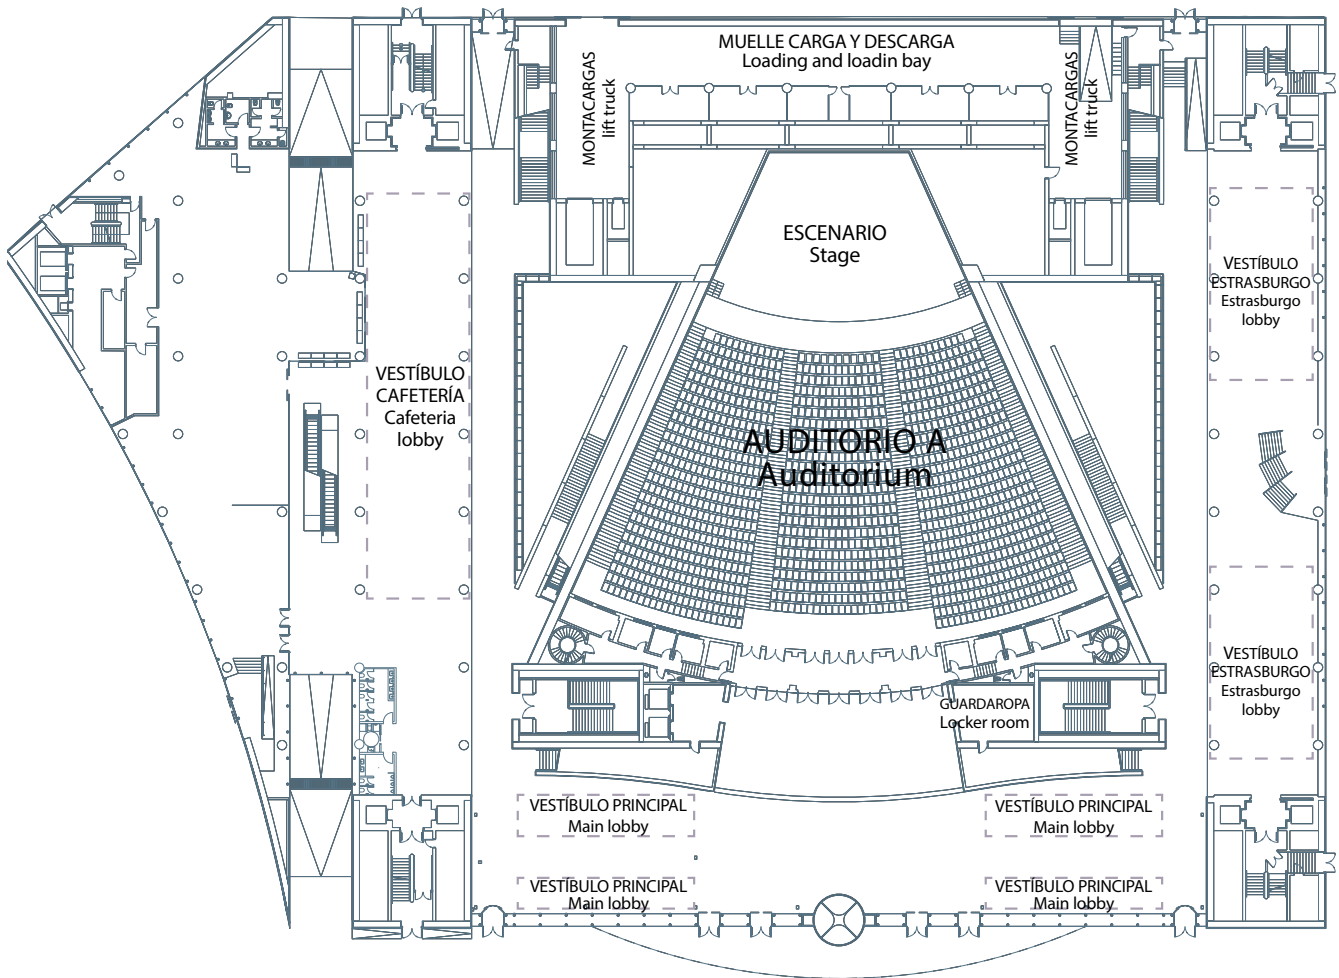 MUELLE CARGA Y DESCARGA
Loading and loadin bay
MONTACARGAS
lift truck
MONTACARGAS
lift truck
ESCENARIO
Stage
VESTÍBULO
ESTRASBURGO
Estrasburgo
lobby
VESTÍBULO
CAFETERÍA
Cafeteria
lobby
AUDITORIO A
Auditorium
VESTÍBULO
ESTRASBURGO
Estrasburgo
lobby
GUARDAROPA
Locker room
VESTÍBULO PRINCIPAL
Main lobby
VESTÍBULO PRINCIPAL
Main lobby
VESTÍBULO PRINCIPAL
Main lobby
VESTÍBULO PRINCIPAL
Main lobby